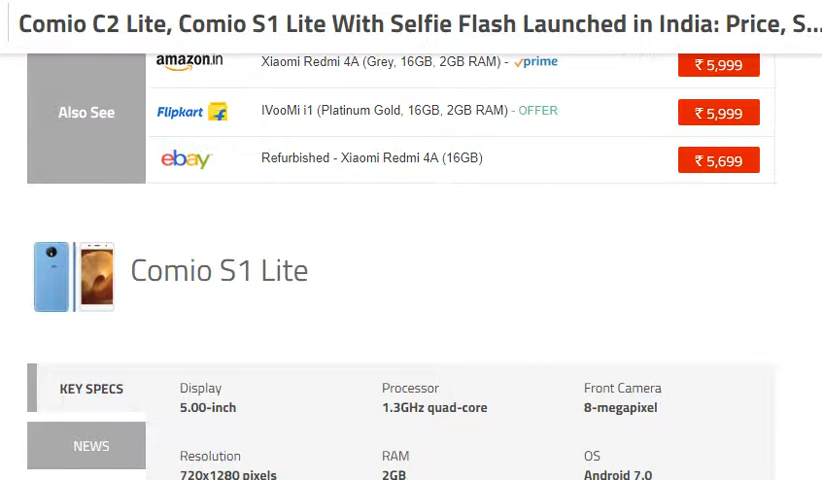 Comio C2 Lite, Comio S1 Lite With Selfie Flash Launched in India: Price, S...
amazon.in Xiaomi Redmi 4A (Grey, 16GB, 2GB RAM) - prime ₹ 5,999
Also See Flipkart IVooMi i1 (Platinum Gold, 16GB, 2GB RAM) - OFFER ₹ 5,999
ebay Refurbished - Xiaomi Redmi 4A (16GB) ₹ 5,699
Comio S1 Lite
KEY SPECS
NEWS
Display Processor Front Camera
5.00-inch 1.3GHz quad-core 8-megapixel
Resolution RAM OS
720x1280 pixels 2GB Android 7.0